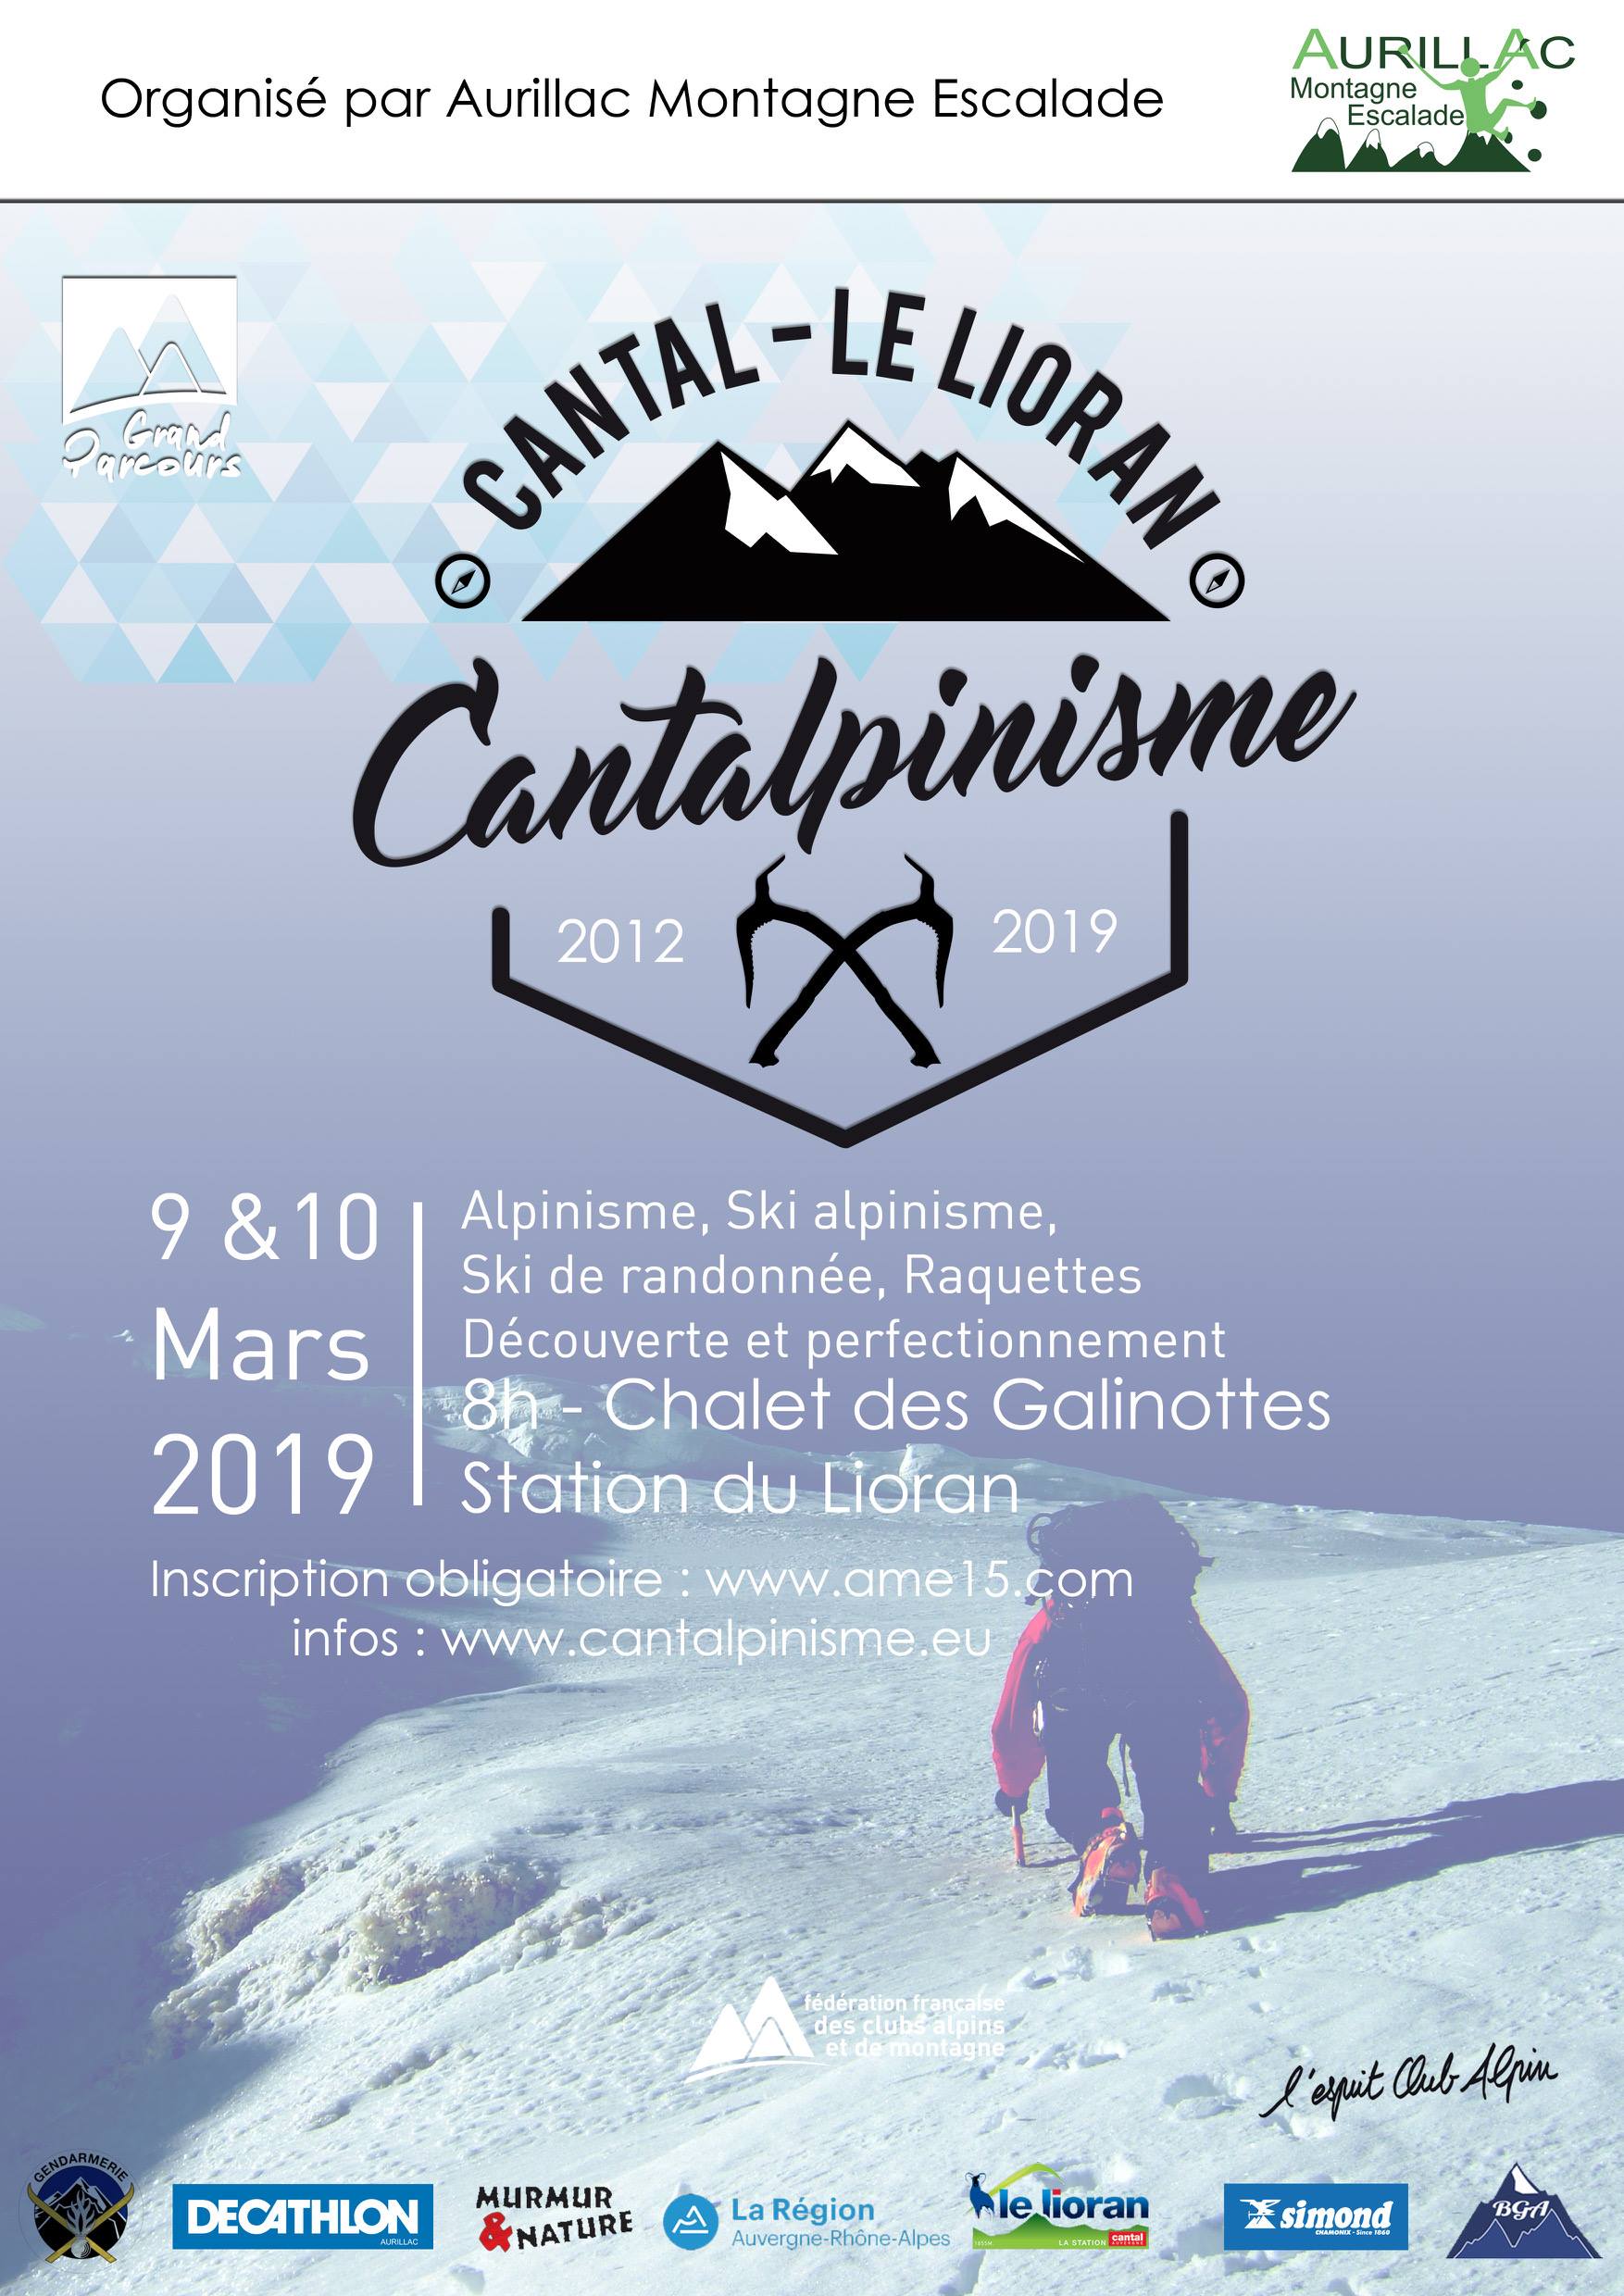 Organisé par Aurillac Montagne Escalade
AURILLAC
Montagne
Escalade
Grand
Parcours
CANTAL - LE LIORAN
Cantalpinisme
2012
2019
9 &10
Mars
2019
Alpinisme, Ski alpinisme,
Ski de randonnée, Raquettes
Découverte et perfectionnement
8h - Chalet des Galinottes
Station du Lioran
Inscription obligatoire : www.ame15.com
infos : www.cantalpinisme.eu
fédération française
des clubs alpins
et de montagne
l'esprit Club Alpin
GENDARMERIE
DECATHLON
AURILLAC
MURMUR
&NATURE
La Région
Auvergne-Rhône-Alpes
le lioran
LA STATION
cantal
AUVERGNE
simond
CHAMONIX - Since 1860
BGA